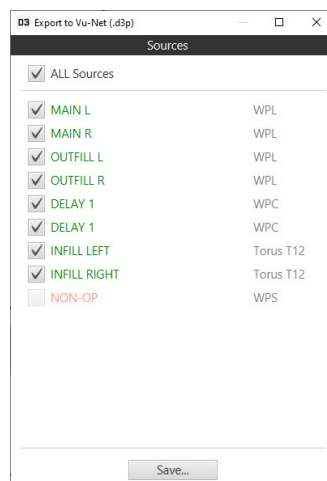 D3 Export to Vu-Net (.d3p)
Sources
ALL Sources
MAIN L WPL
MAIN R WPL
OUTFILL L WPL
OUTFILL R WPL
DELAY 1 WPC
DELAY 1 WPC
INFILL LEFT Torus T12
INFILL RIGHT Torus T12
NON-OP WPS
Save...